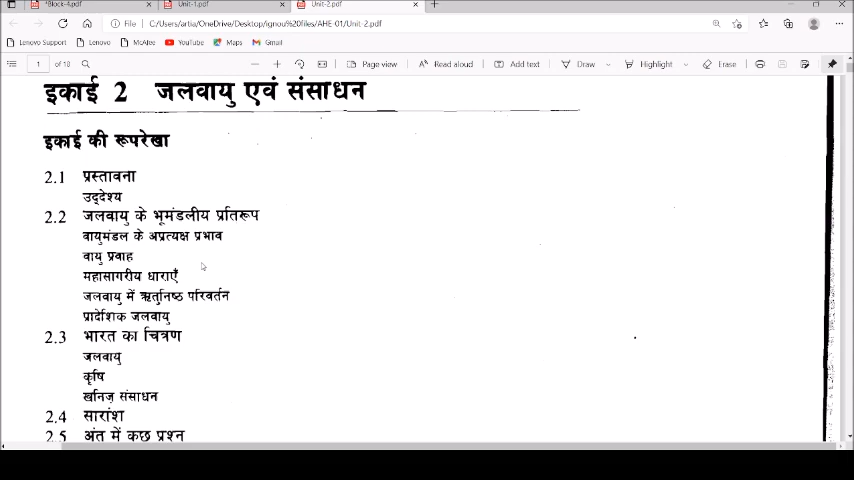 *Block-4.pdf
Unit-1.pdf
Unit-2.pdf
File | C:/Users/artia/OneDrive/Desktop/ignou%20files/AHE-01/Unit-2.pdf
Lenovo Support Lenovo McAfee YouTube Maps Gmail
1 of 18 Page view Read aloud Add text Draw Highlight Erase
इकाई 2 जलवायु एवं संसाधन
इकाई की रूपरेखा
2.1 प्रस्तावना
उद्देश्य
2.2 जलवायु के भूमंडलीय प्रतिरूप
वायुमंडल के अप्रत्यक्ष प्रभाव
वायु प्रवाह
महासागरीय धाराएँ
जलवायु में ऋतुनिष्ठ परिवर्तन
प्रादेशिक जलवायु
2.3 भारत का चित्रण
जलवायु
कृषि
खनिज़ संसाधन
2.4 सारांश
2.5 अंत में कुछ प्रश्न